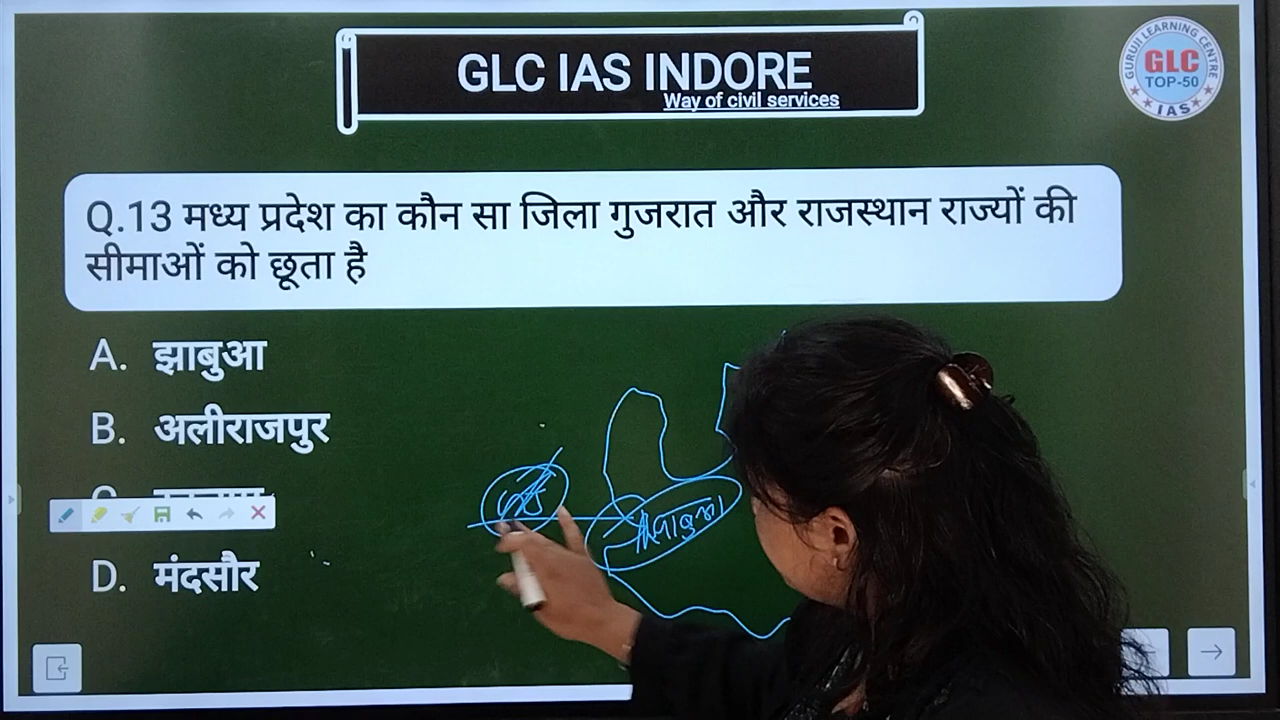 GLC IAS INDORE
Way of civil services
GURUJI LEARNING CENTRE
GLC
TOP-50
IAS
Q.13 मध्य प्रदेश का कौन सा जिला गुजरात और राजस्थान राज्यों की
सीमाओं को छूता है
A. झाबुआ
B. अलीराजपुर
D. मंदसौर
झाबुआ